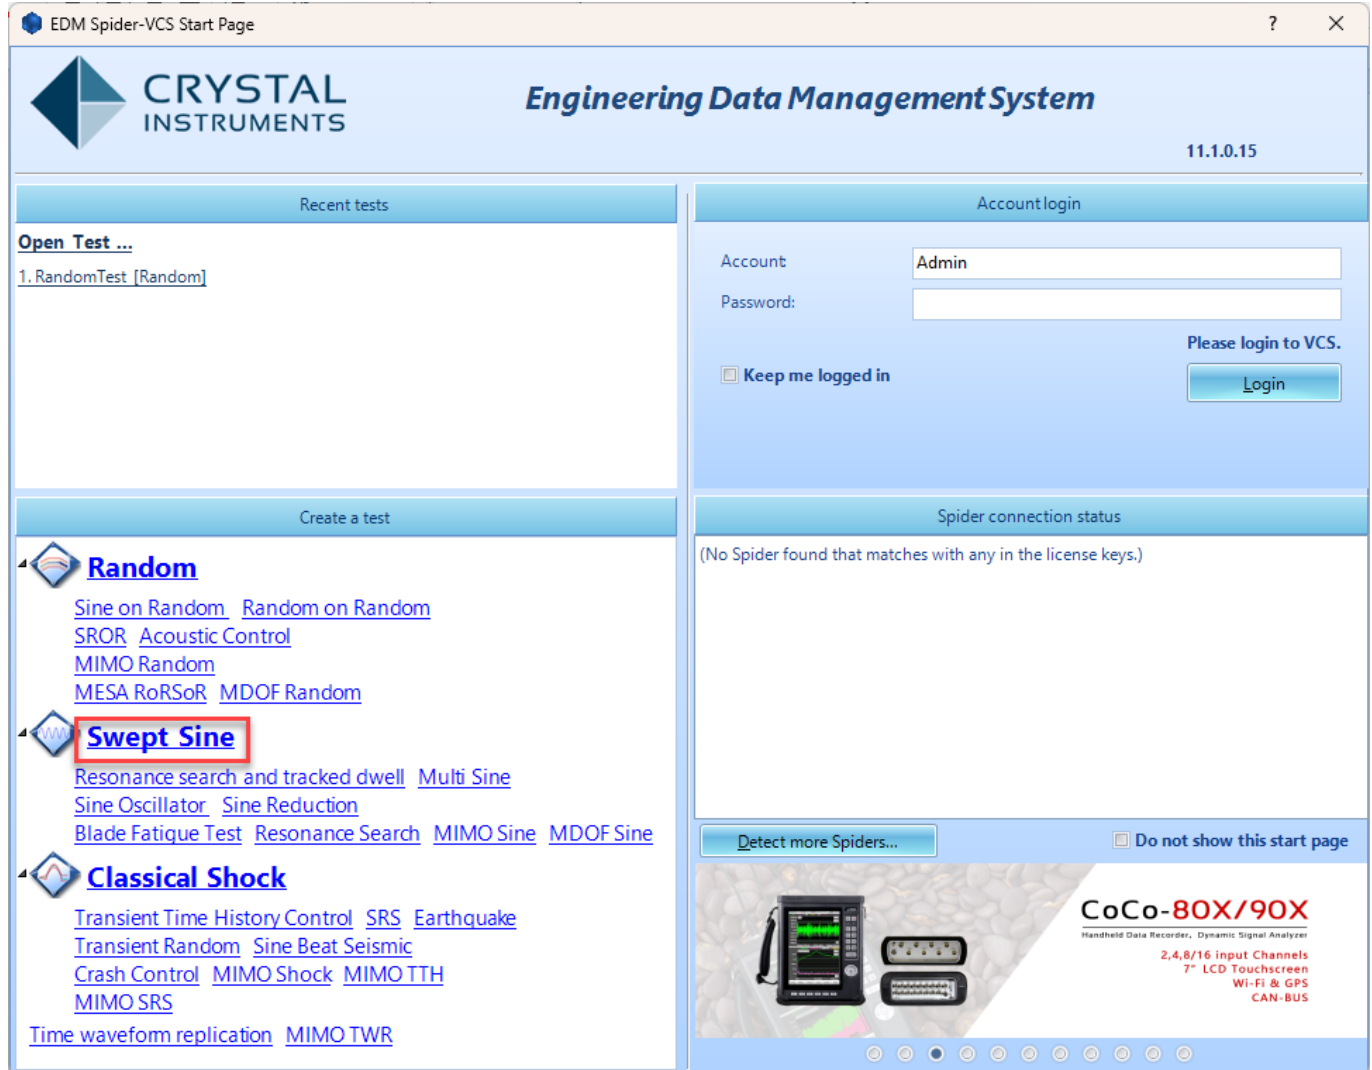 EDM Spider-VCS Start Page
?
CRYSTAL
INSTRUMENTS
Engineering Data Management System
11.1.0.15
Recent tests
Open Test ...
1. RandomTest [Random]
Account login
Account:
Admin
Password:
Please login to VCS.
Keep me logged in
Login
Create a test
Random
Sine on Random Random on Random
SROR Acoustic Control
MIMO Random
MESA RoRSoR MDOF Random
Swept Sine
Resonance search and tracked dwell Multi Sine
Sine Oscillator Sine Reduction
Blade Fatigue Test Resonance Search MIMO Sine MDOF Sine
Classical Shock
Transient Time History Control SRS Earthquake
Transient Random Sine Beat Seismic
Crash Control MIMO Shock MIMO TTH
MIMO SRS
Time waveform replication MIMO TWR
Spider connection status
(No Spider found that matches with any in the license keys.)
Detect more Spiders...
Do not show this start page
CoCo-80X/90X
Handheld Data Recorder, Dynamic Signal Analyzer
2,4,8/16 input Channels
7" LCD Touchscreen
Wi-Fi & GPS
CAN-BUS